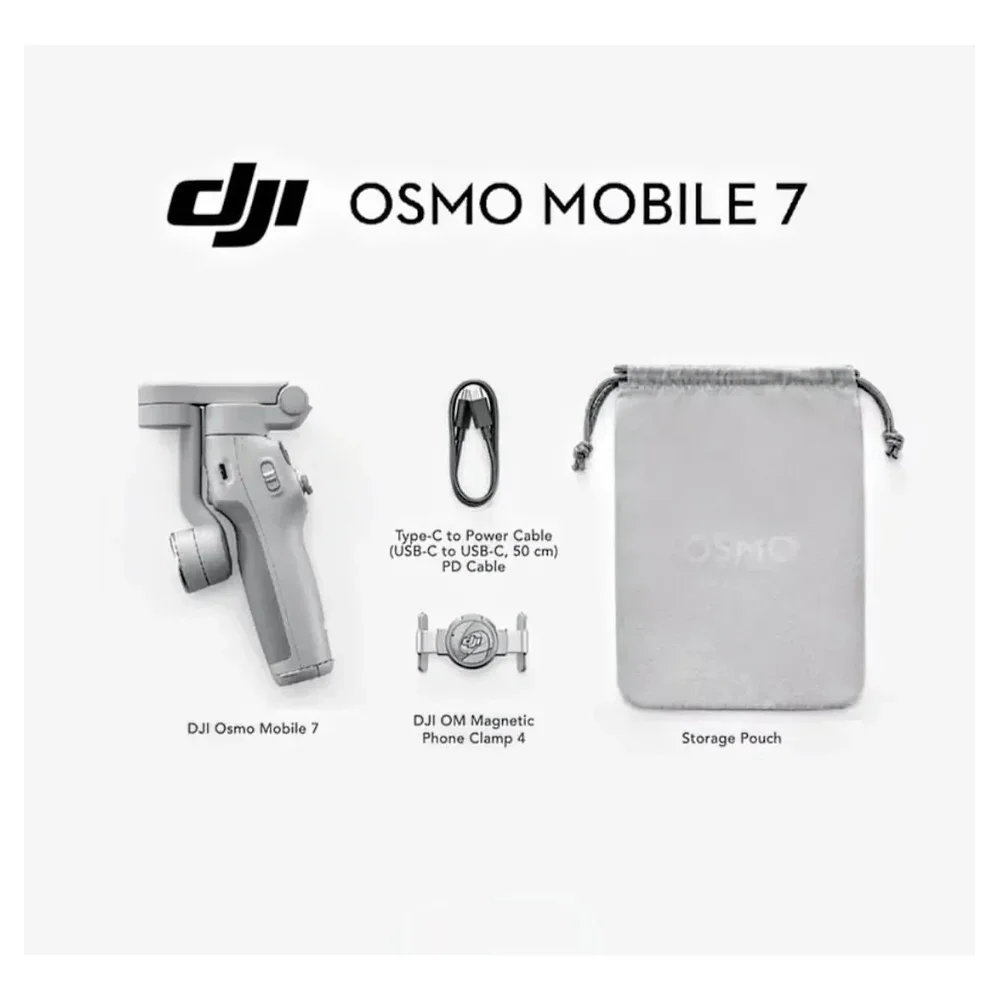 dji OSMO MOBILE 7
Type-C to Power Cable
(USB-C to USB-C, 50 cm)
PD Cable
OSMO
dji
DJI Osmo Mobile 7
DJI OM Magnetic
Phone Clamp 4
Storage Pouch